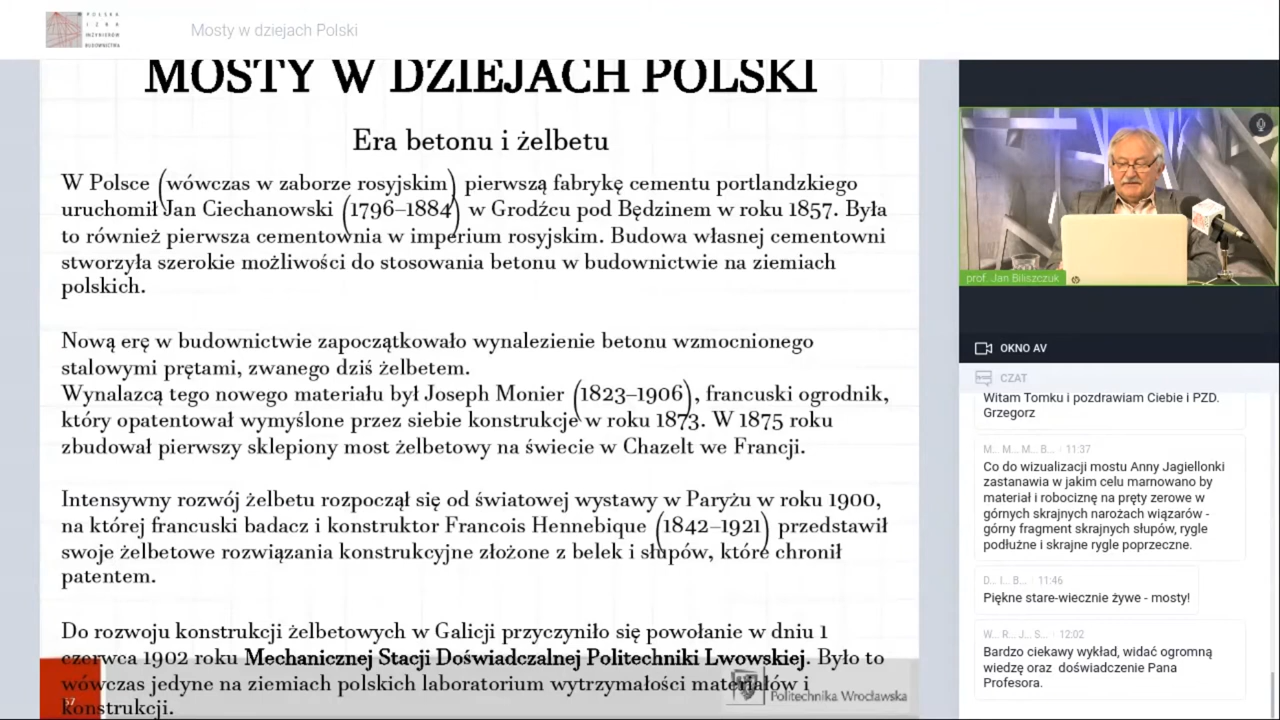 POLSKA
IZBA
INŻYNIERÓW
BUDOWNICTWA
Mosty w dziejach Polski
MOSTY W DZIEJACH POLSKI
Era betonu i żelbetu
W Polsce (wówczas w zaborze rosyjskim) pierwszą fabrykę cementu portlandzkiego
uruchomił Jan Ciechanowski (1796–1884) w Grodźcu pod Będzinem w roku 1857. Była
to również pierwsza cementownia w imperium rosyjskim. Budowa własnej cementowni
stworzyła szerokie możliwości do stosowania betonu w budownictwie na ziemiach
polskich.
Nową erę w budownictwie zapoczątkowało wynalezienie betonu wzmocnionego
stalowymi prętami, zwanego dziś żelbetem.
Wynalazcą tego nowego materiału był Joseph Monier (1823–1906), francuski ogrodnik,
który opatentował wymyślone przez siebie konstrukcje w roku 1873. W 1875 roku
zbudował pierwszy sklepiony most żelbetowy na świecie w Chazelt we Francji.
Intensywny rozwój żelbetu rozpoczął się od światowej wystawy w Paryżu w roku 1900,
na której francuski badacz i konstruktor Francois Hennebique (1842–1921) przedstawił
swoje żelbetowe rozwiązania konstrukcyjne złożone z belek i słupów, które chronił
patentem.
Do rozwoju konstrukcji żelbetowych w Galicji przyczyniło się powołanie w dniu 1
czerwca 1902 roku Mechanicznej Stacji Doświadczalnej Politechniki Lwowskiej. Było to
wówczas jedyne na ziemiach polskich laboratorium wytrzymałości materiałów i
konstrukcji.
57
Politechnika Wrocławska
prof. Jan Biliszczuk
OKNO AV
CZAT
Witam Tomku i pozdrawiam Ciebie i PZD.
Grzegorz
M... M... M... B... 11:37
Co do wizualizacji mostu Anny Jagiellonki
zastanawia w jakim celu marnowano by
materiał i robociznę na pręty zerowe w
górnych skrajnych narożach wiązarów -
górny fragment skrajnych słupów, rygle
podłużne i skrajne rygle poprzeczne.
D... I... B... 11:46
Piękne stare-wiecznie żywe - mosty!
W... R... J... S... 12:02
Bardzo ciekawy wykład, widać ogromną
wiedzę oraz doświadczenie Pana
Profesora.